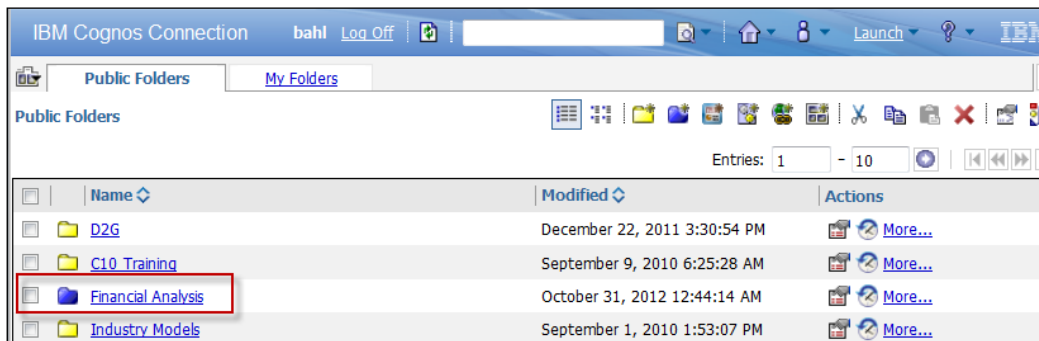 IBM Cognos Connection bahl Log Off Launch ? IBM
Public Folders My Folders
Public Folders
Entries: 1 - 10
Name Modified Actions
D2G December 22, 2011 3:30:54 PM More...
C10 Training September 9, 2010 6:25:28 AM More...
Financial Analysis October 31, 2012 12:44:14 AM More...
Industry Models September 1, 2010 1:53:07 PM More...